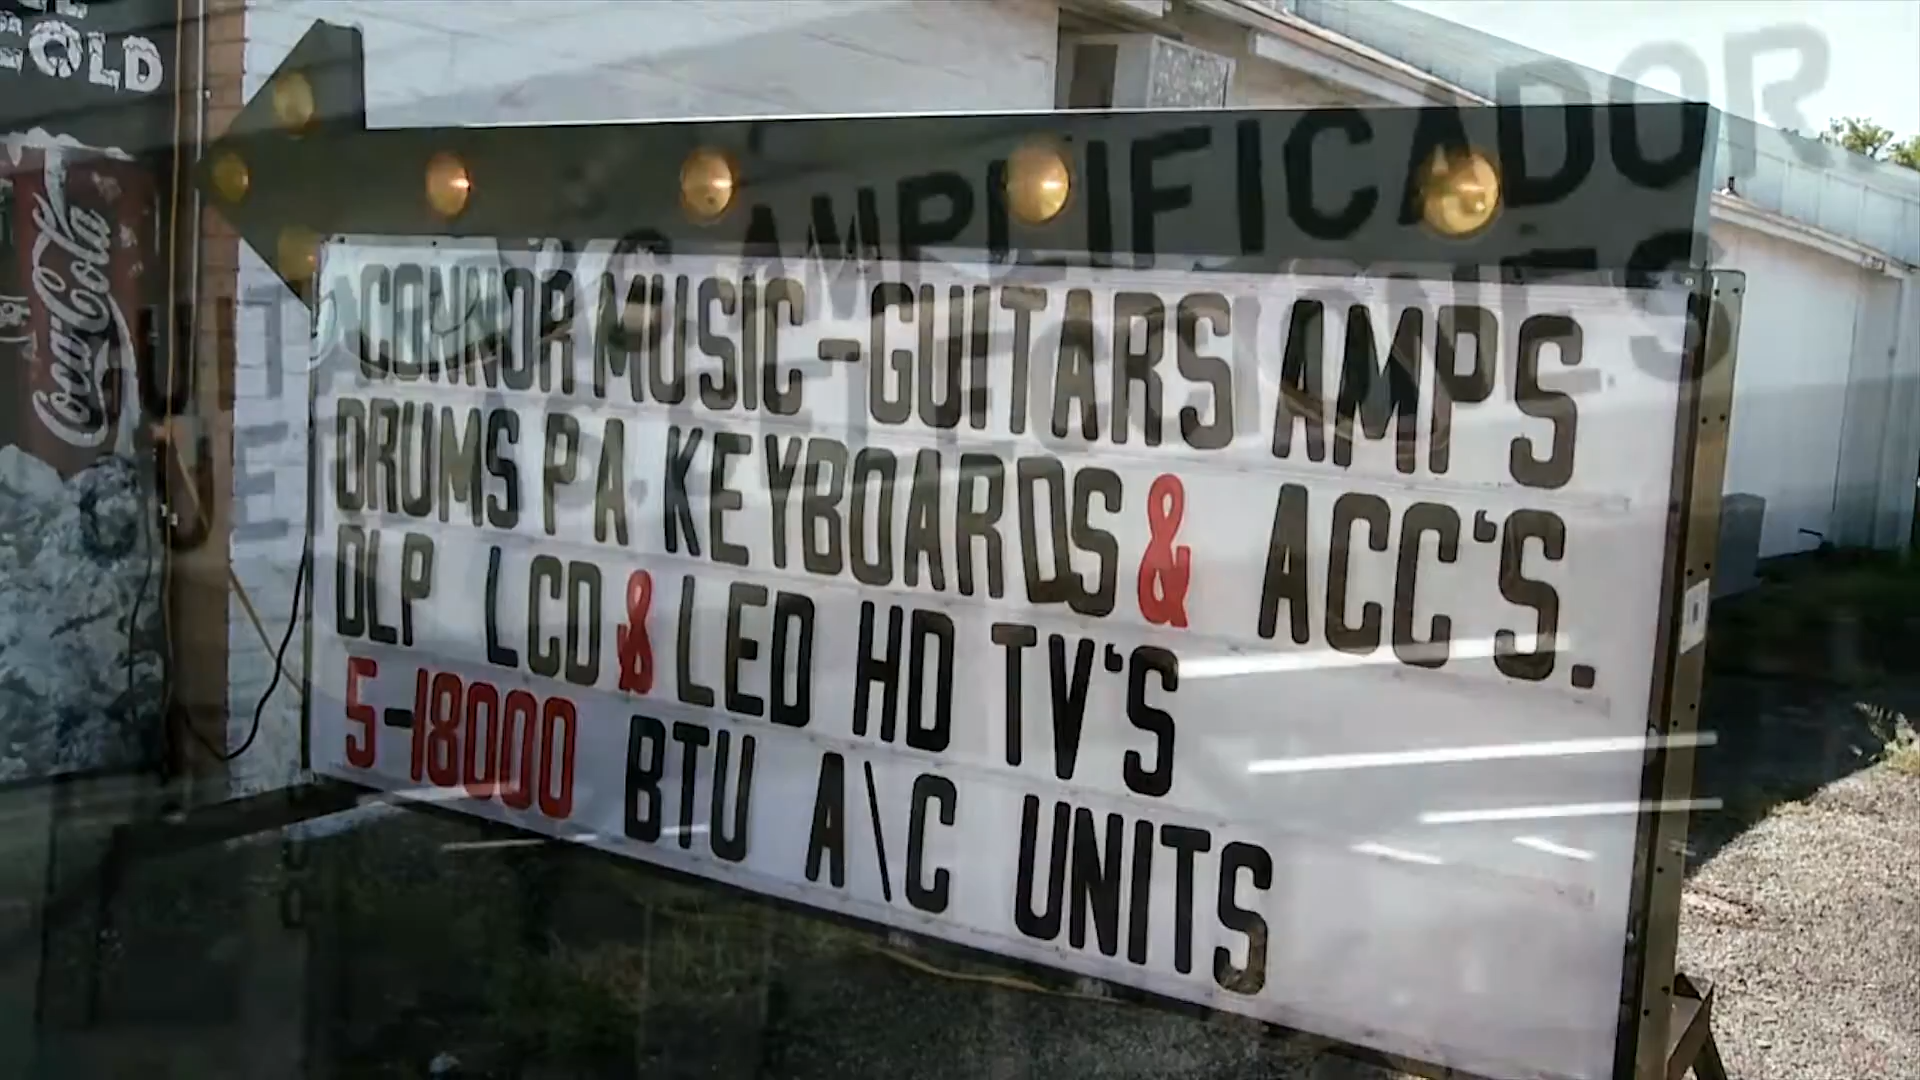 OLD
Coca-Cola
AMPLIFICADOR
CONNOR MUSIC-GUITARS AMPS
DRUMS PA KEYBOARDS & ACC'S.
DLP LCD & LED HD TV'S
5-18000 BTU A\C UNITS